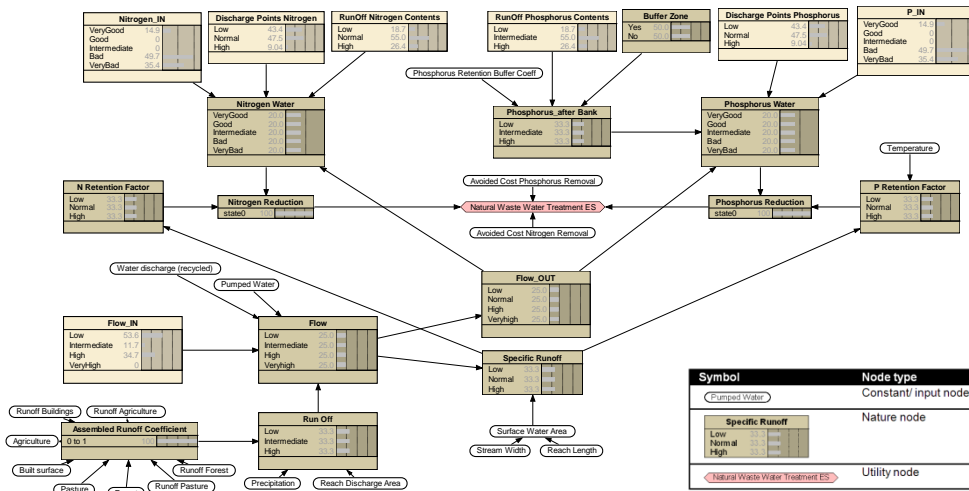 Nitrogen_IN
VeryGood 14.9
Good 0
Intermediate 0
Bad 49.7
VeryBad 35.4
Discharge Points Nitrogen
Low 43.4
Normal 47.5
High 9.04
RunOff Nitrogen Contents
Low 18.7
Normal 55.0
High 26.4
RunOff Phosphorus Contents
Low 18.7
Intermediate 55.0
High 26.4
Buffer Zone
Yes 50.0
No 50.0
Discharge Points Phosphorus
Low 43.4
Normal 47.5
High 9.04
P_IN
VeryGood 14.9
Good 0
Intermediate 0
Bad 49.7
VeryBad 35.4
Phosphorus Retention Buffer Coeff
Nitrogen Water
VeryGood 20.0
Good 20.0
Intermediate 20.0
Bad 20.0
VeryBad 20.0
Phosphorus_after Bank
Low 33.3
Intermediate 33.3
High 33.3
Phosphorus Water
VeryGood 20.0
Good 20.0
Intermediate 20.0
Bad 20.0
VeryBad 20.0
Temperature
N Retention Factor
Low 33.3
Normal 33.3
High 33.3
Nitrogen Reduction
state0 100
Avoided Cost Phosphorus Removal
Natural Waste Water Treatment ES
Avoided Cost Nitrogen Removal
Phosphorus Reduction
state0 100
P Retention Factor
Low 33.3
Normal 33.3
High 33.3
Water discharge (recycled)
Pumped Water
Flow_OUT
Low 25.0
Normal 25.0
High 25.0
Veryhigh 25.0
Flow_IN
Low 53.6
Intermediate 11.7
High 34.7
VeryHigh 0
Flow
Low 25.0
Intermediate 25.0
High 25.0
Veryhigh 25.0
Specific Runoff
Low 33.3
Normal 33.3
High 33.3
Runoff Buildings
Runoff Agriculture
Agriculture
Assembled Runoff Coefficient
0 to 1 100
Built surface
Pasture
Runoff Pasture
Runoff Forest
Run Off
Low 33.3
Intermediate 33.3
High 33.3
Precipitation
Reach Discharge Area
Surface Water Area
Stream Width
Reach Length
Symbol Node type
Pumped Water Constant/ input node
Specific Runoff Nature node
Low 33.3
Normal 33.3
High 33.3
Natural Waste Water Treatment ES Utility node